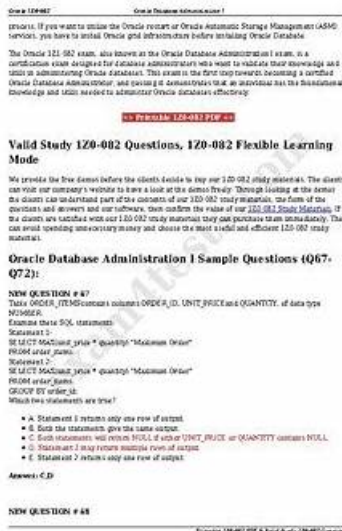 Oracle 1Z0-082
Oracle Database Administration I
process. If you want to utilize the Oracle restart or Oracle Automatic Storage Management (ASM)
services, you have to install Oracle grid infrastructure before installing Oracle Database.
The Oracle 1Z1-082 exam, also known as the Oracle Database Administration I exam, is a
certification exam designed for database administrators who want to validate their knowledge and
skills in administering Oracle databases. This exam is the first step towards becoming a certified
Oracle Database Administrator, and passing it demonstrates that an individual has the foundational
knowledge and skills needed to administer Oracle databases effectively.
>> Printable 1Z0-082 PDF <<
Valid Study 1Z0-082 Questions, 1Z0-082 Flexible Learning
Mode
We provide the free demos before the clients decide to buy our 1Z0-082 study materials. The clients
can visit our company's website to have a look at the demos freely. Through looking at the demos
the clients can understand part of the contents of our 1Z0-082 study materials, the form of the
questions and answers and our software, then confirm the value of our 1Z0-082 Study Materials. If
the clients are satisfied with our 1Z0-082 study materials they can purchase them immediately. They
can avoid spending unnecessary money and choose the most useful and efficient 1Z0-082 study
materials.
Oracle Database Administration I Sample Questions (Q67-
Q72):
NEW QUESTION # 67
Table ORDER_ITEMS contains columns ORDER_ID, UNIT_PRICE and QUANTITY, of data type
NUMBER.
Examine these SQL statements:
Statement 1:
SELECT MAX(unit_price * quantity) "Maximum Order"
FROM order_items;
Statement 2:
SELECT MAX(unit_price * quantity) "Maximum Order"
FROM order_items
GROUP BY order_id;
Which two statements are true?
A. Statement 1 returns only one row of output.
B. Both the statements give the same output.
C. Both statements will return NULL if either UNIT_PRICE or QUANTITY contains NULL.
D. Statement 2 may return multiple rows of output.
E. Statement 2 returns only one row of output.
Answer: C,D
NEW QUESTION # 68